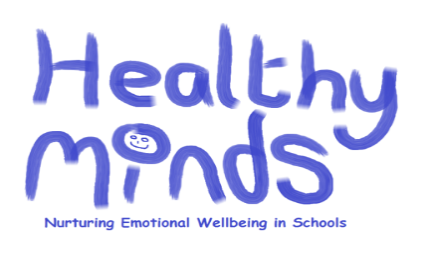 Healthy
minds
Nurturing Emotional Wellbeing in Schools